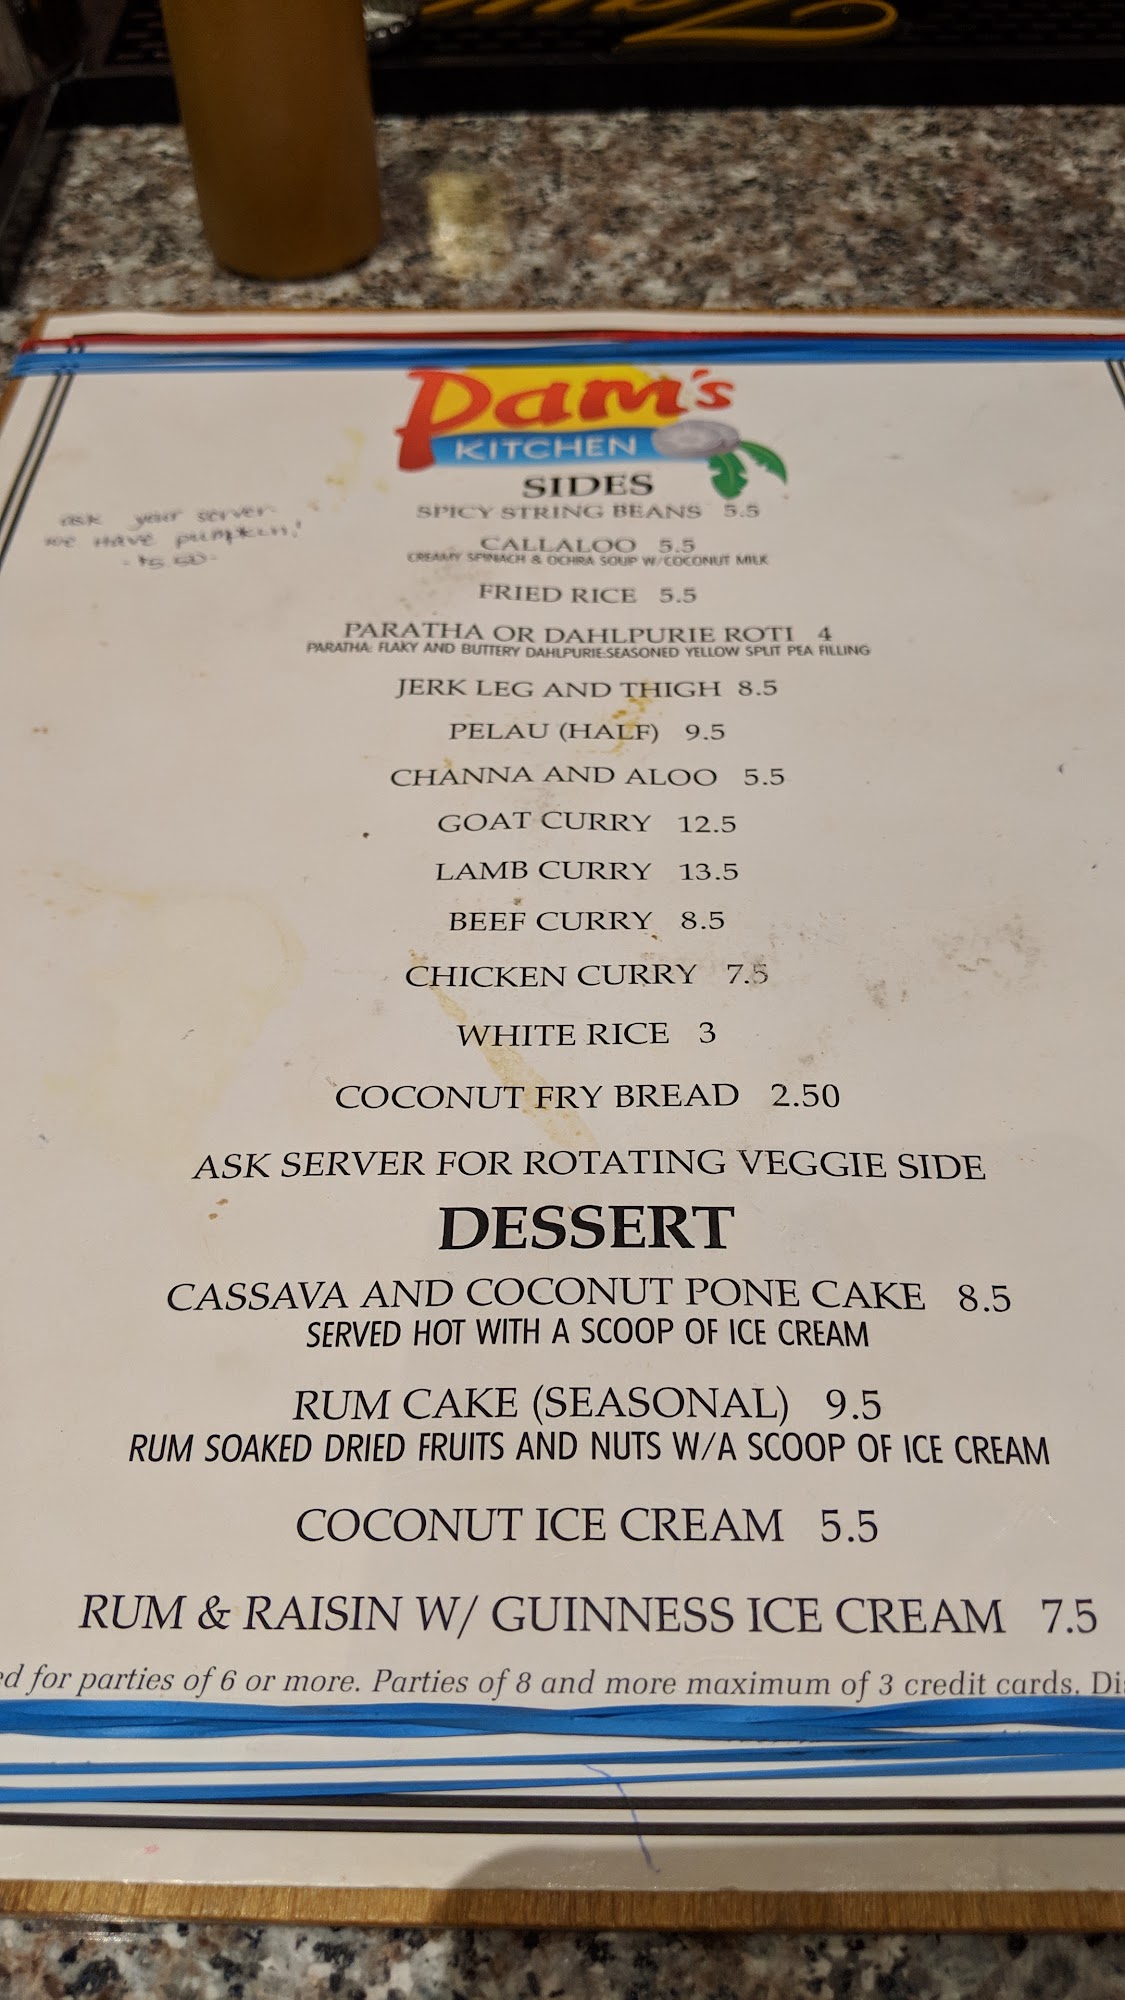 Pam's
KITCHEN
SIDES
SPICY STRING BEANS 5.5
ask your server
we have pumpkin!
- $5.50-
CALLALOO 5.5
CREAMY SPINACH & OCHRA SOUP W/COCONUT MILK
FRIED RICE 5.5
PARATHA OR DAHLPURIE ROTI 4
PARATHA: FLAKY AND BUTTERY DAHLPURIE:SEASONED YELLOW SPLIT PEA FILLING
JERK LEG AND THIGH 8.5
PELAU (HALF) 9.5
CHANNA AND ALOO 5.5
GOAT CURRY 12.5
LAMB CURRY 13.5
BEEF CURRY 8.5
CHICKEN CURRY 7.5
WHITE RICE 3
COCONUT FRY BREAD 2.50
ASK SERVER FOR ROTATING VEGGIE SIDE
DESSERT
CASSAVA AND COCONUT PONE CAKE 8.5
SERVED HOT WITH A SCOOP OF ICE CREAM
RUM CAKE (SEASONAL) 9.5
RUM SOAKED DRIED FRUITS AND NUTS W/A SCOOP OF ICE CREAM
COCONUT ICE CREAM 5.5
RUM & RAISIN W/ GUINNESS ICE CREAM 7.5
for parties of 6 or more. Parties of 8 and more maximum of 3 credit cards.